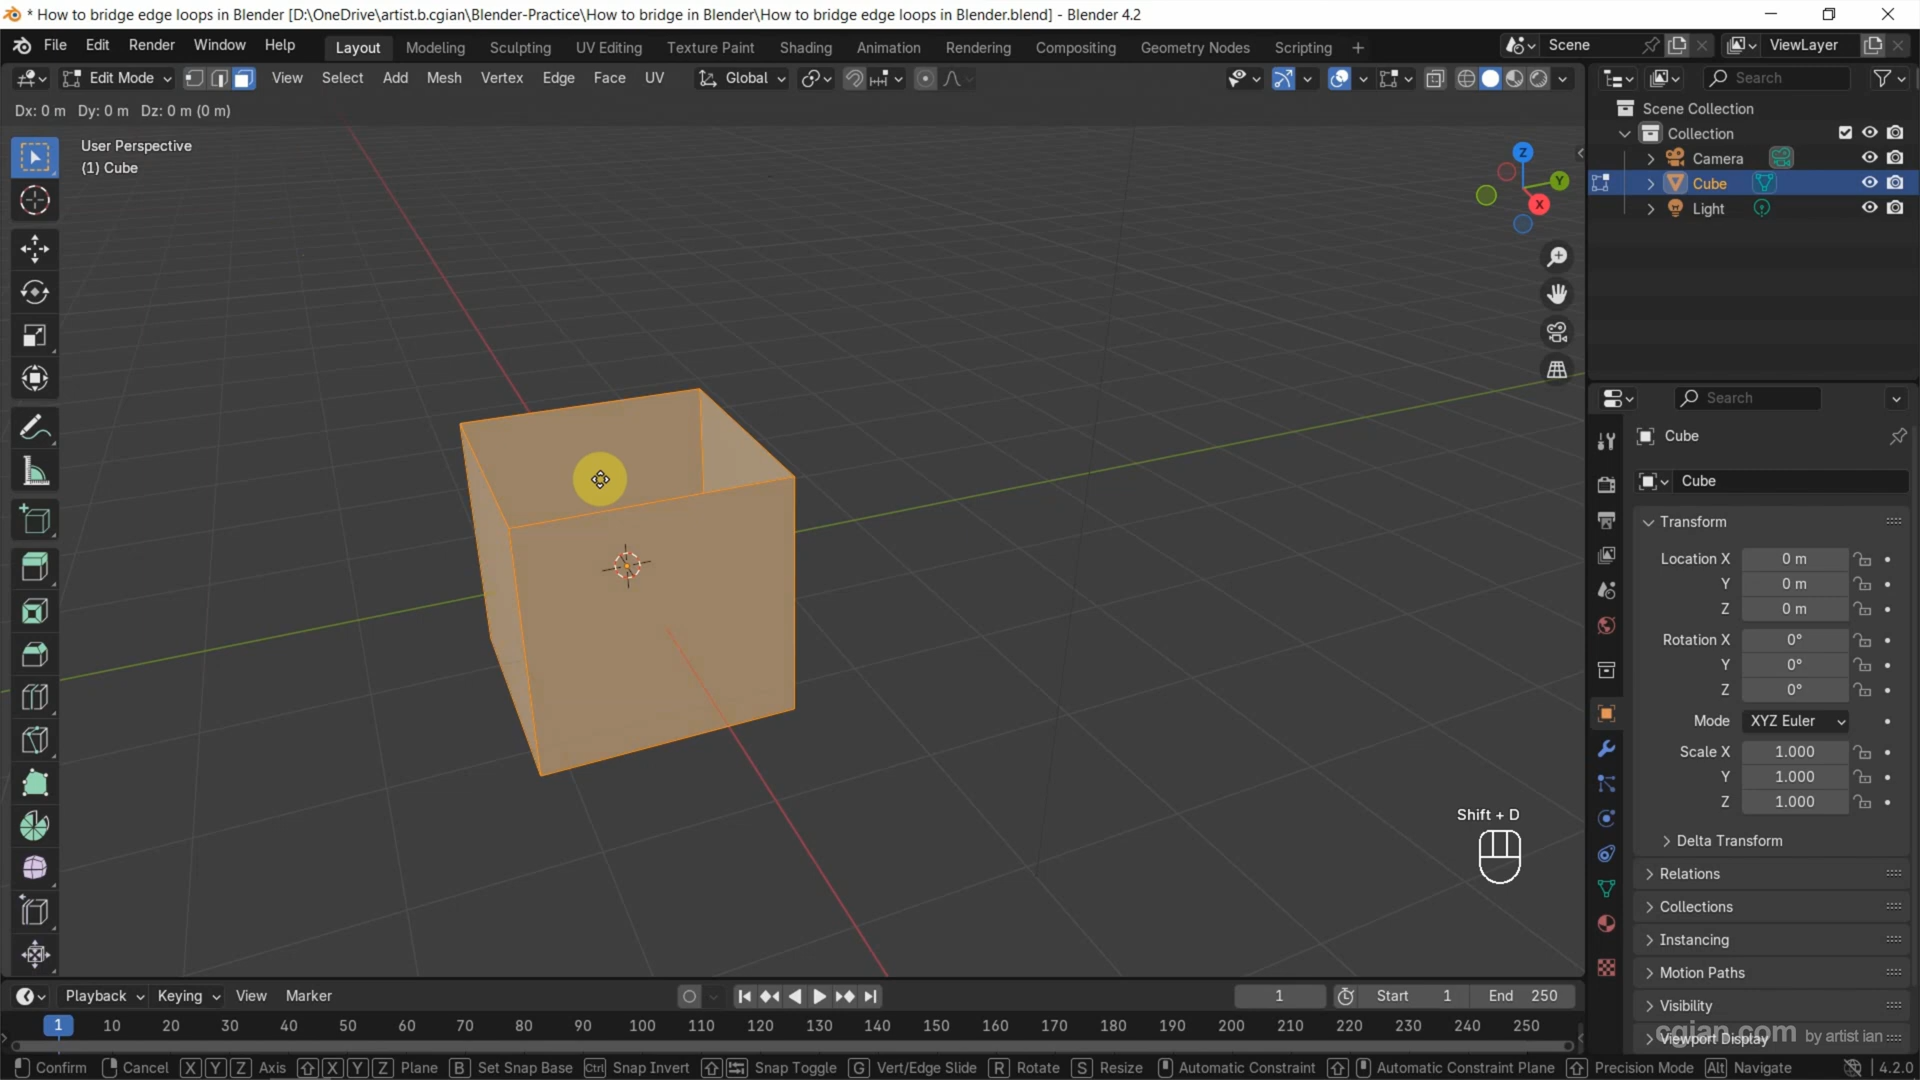 * How to bridge edge loops in Blender [D:\OneDrive\artist.b.cgian\Blender-Practice\How to bridge in Blender\How to bridge edge loops in Blender.blend] - Blender 4.2
File Edit Render Window Help Layout Modeling Sculpting UV Editing Texture Paint Shading Animation Rendering Compositing Geometry Nodes Scripting + Scene ViewLayer
Edit Mode View Select Add Mesh Vertex Edge Face UV Global Search
Dx: 0 m Dy: 0 m Dz: 0 m (0 m)
Scene Collection
User Perspective
(1) Cube
Collection
Camera
Cube
Light
Z
Y
X
Search
Cube
Cube
Transform
Location X 0 m
Y 0 m
Z 0 m
Rotation X 0°
Y 0°
Z 0°
Mode XYZ Euler
Scale X 1.000
Y 1.000
Z 1.000
Shift + D
Delta Transform
Relations
Collections
Instancing
Motion Paths
Visibility
Viewport Display
cgian.com by artist ian
Playback Keying View Marker 1 Start 1 End 250
1 10 20 30 40 50 60 70 80 90 100 110 120 130 140 150 160 170 180 190 200 210 220 230 240 250
Confirm Cancel X Y Z Axis X Y Z Plane B Set Snap Base Ctrl Snap Invert Snap Toggle G Vert/Edge Slide R Rotate S Resize Automatic Constraint Automatic Constraint Plane Precision Mode Alt Navigate 4.2.0